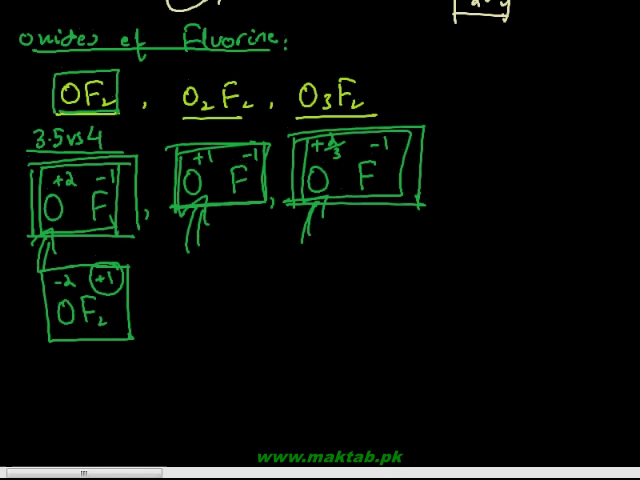 oxides of Fluorine:
OF₂ , O₂F₂ , O₃F₂
3.5 vs 4
+2 -1 +1 -1 +2/3 -1
O F , O F , O F
-2 +1
OF₂
www.maktab.pk